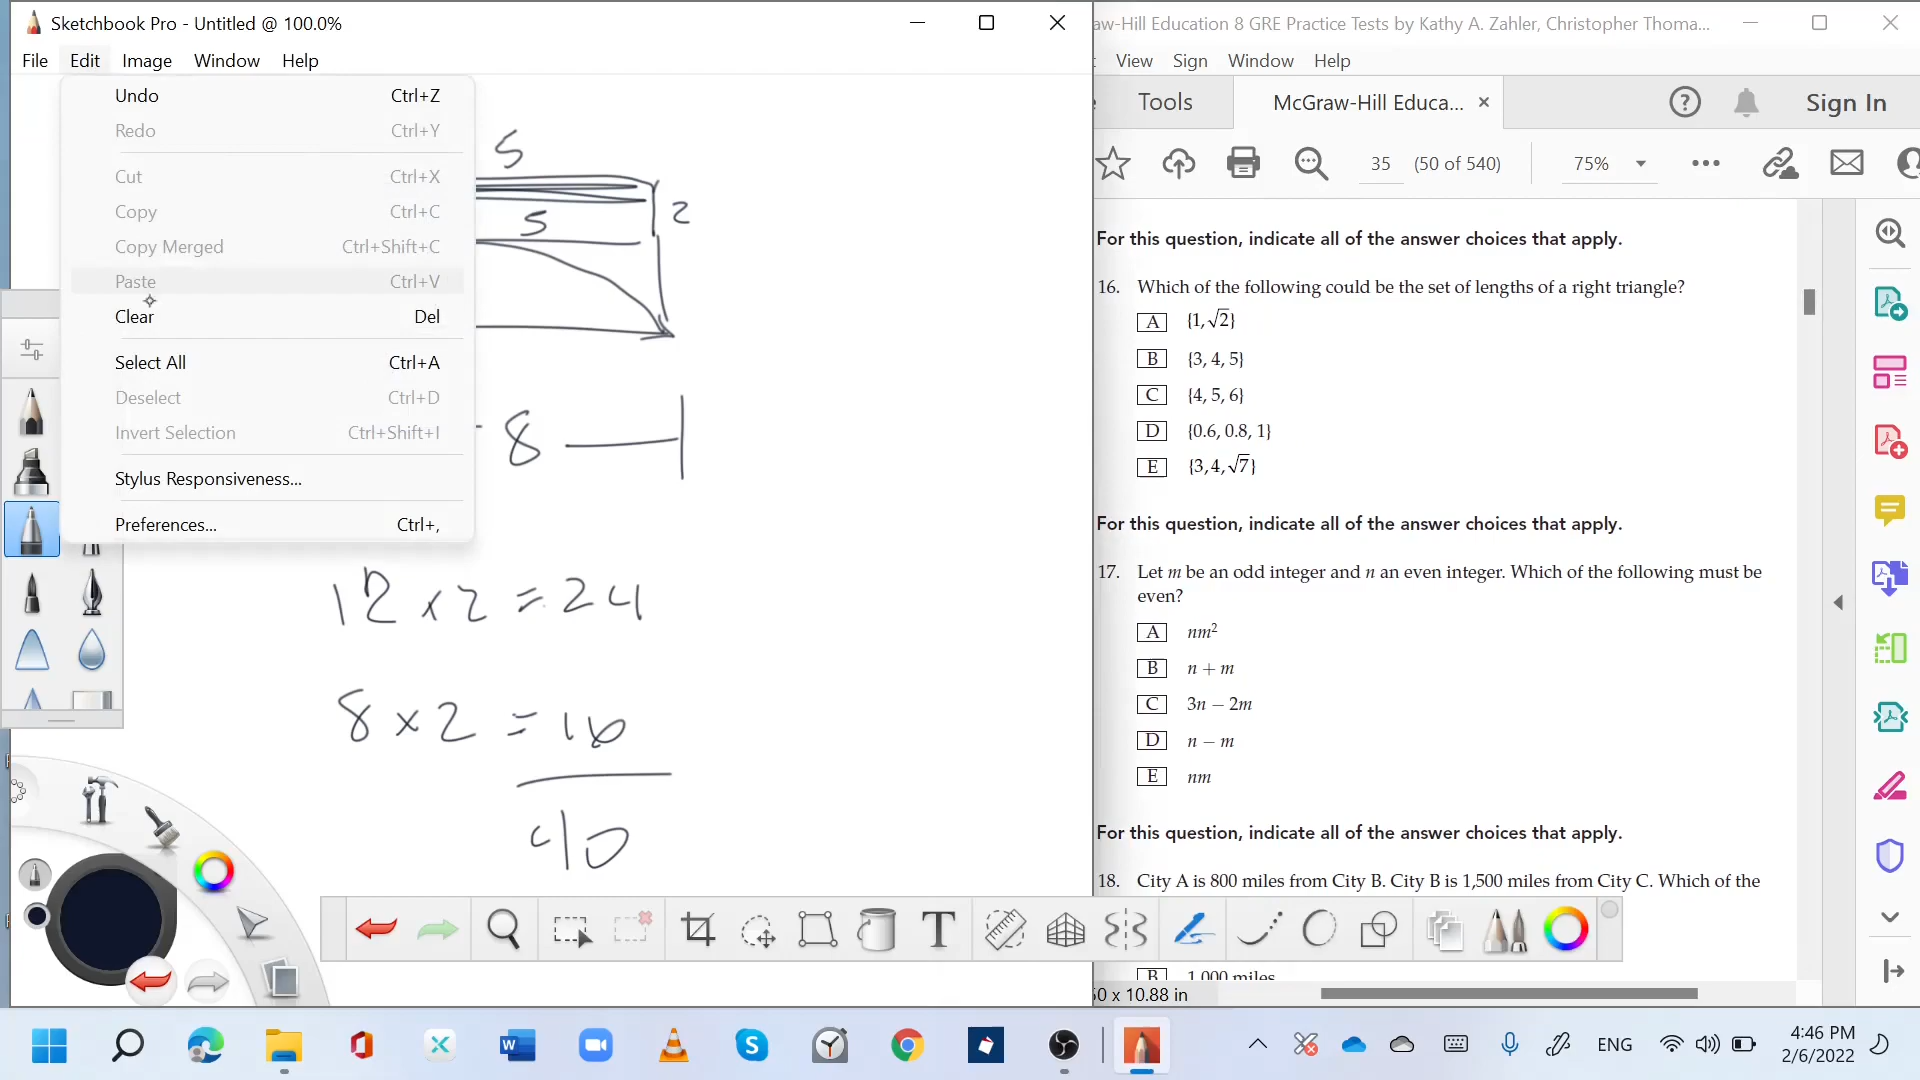 Sketchbook Pro - Untitled @ 100.0%
File Edit Image Window Help
Undo Ctrl+Z
Redo Ctrl+Y
Cut Ctrl+X
Copy Ctrl+C
Copy Merged Ctrl+Shift+C
Paste Ctrl+V
Clear Del
Select All Ctrl+A
Deselect Ctrl+D
Invert Selection Ctrl+Shift+I
Stylus Responsiveness...
Preferences... Ctrl+,
5
5
2
8
12 × 2 = 24
8 × 2 = 16
40
T
aw-Hill Education 8 GRE Practice Tests by Kathy A. Zahler, Christopher Thoma...
View Sign Window Help
Tools McGraw-Hill Educa... × Sign In
35 (50 of 540) 75%
For this question, indicate all of the answer choices that apply.
16. Which of the following could be the set of lengths of a right triangle?
A {1, √2}
B {3, 4, 5}
C {4, 5, 6}
D {0.6, 0.8, 1}
E {3, 4, √7}
For this question, indicate all of the answer choices that apply.
17. Let m be an odd integer and n an even integer. Which of the following must be
even?
A nm²
B n + m
C 3n − 2m
D n − m
E nm
For this question, indicate all of the answer choices that apply.
18. City A is 800 miles from City B. City B is 1,500 miles from City C. Which of the
B 1,000 miles
50 x 10.88 in
ENG
4:46 PM
2/6/2022